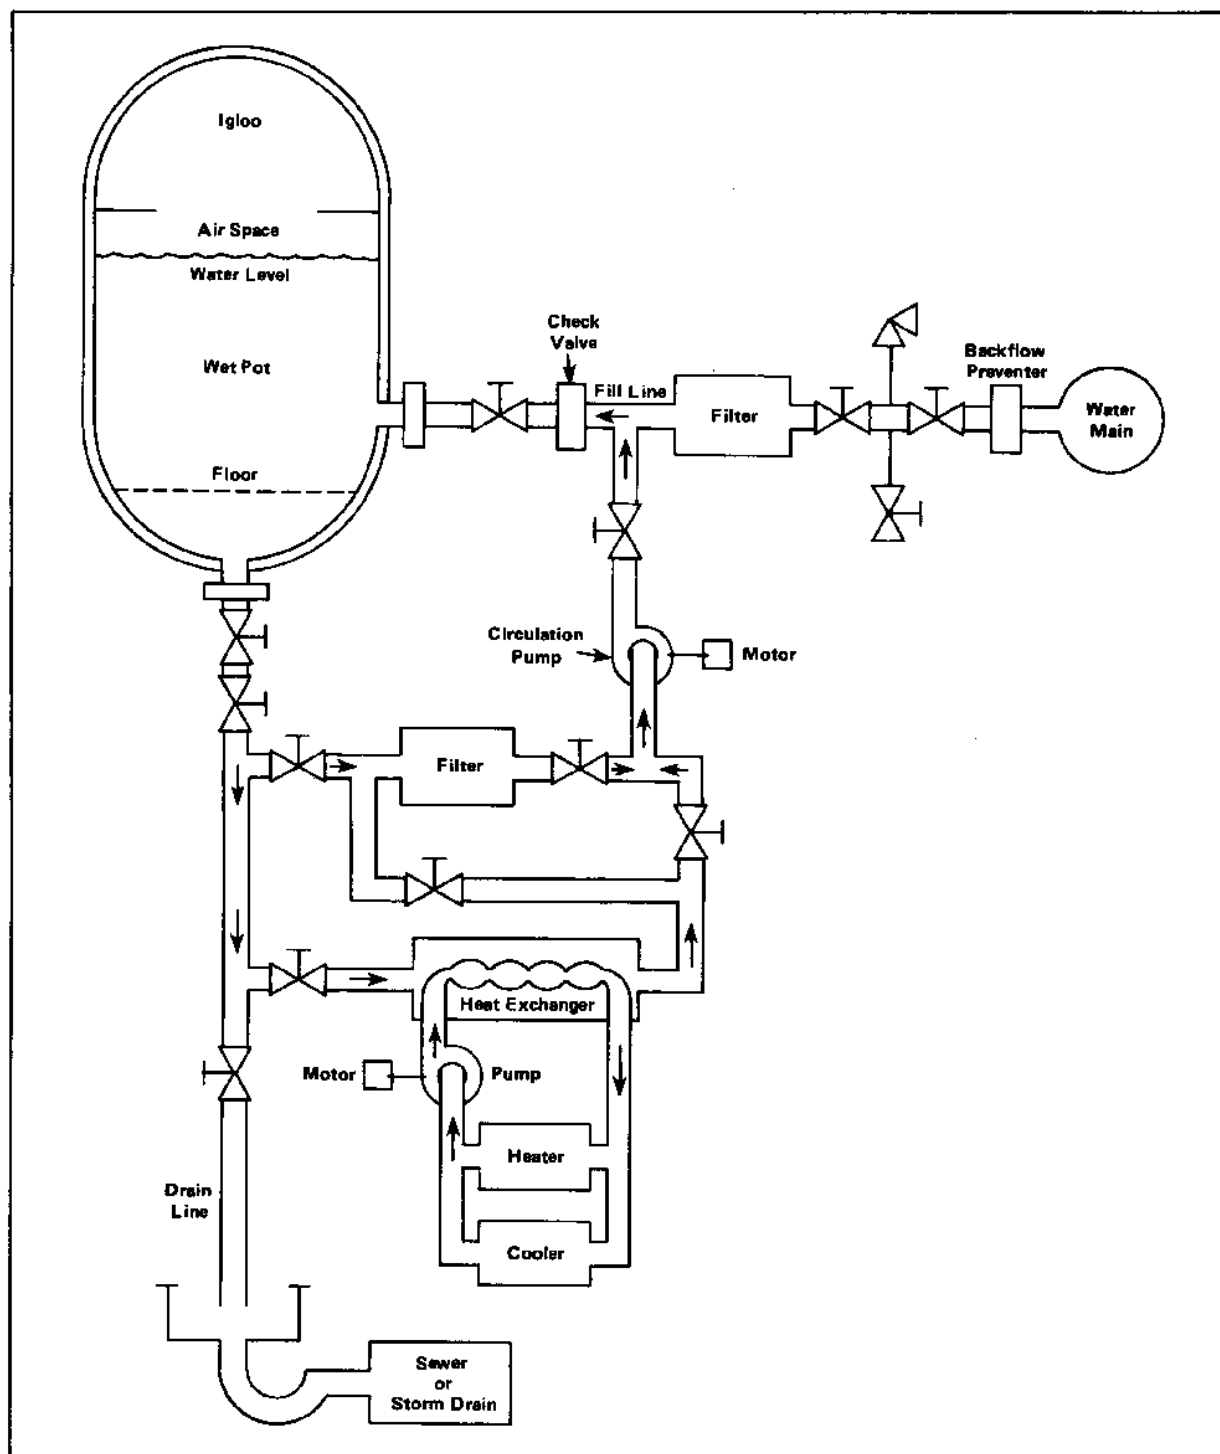 Igloo
Air Space
Water Level
Wet Pot
Floor
Check
Valve
Fill Line
Filter
Backflow
Preventer
Water
Main
Circulation
Pump
Motor
Filter
Heat Exchanger
Motor
Pump
Heater
Cooler
Drain
Line
Sewer
or
Storm Drain